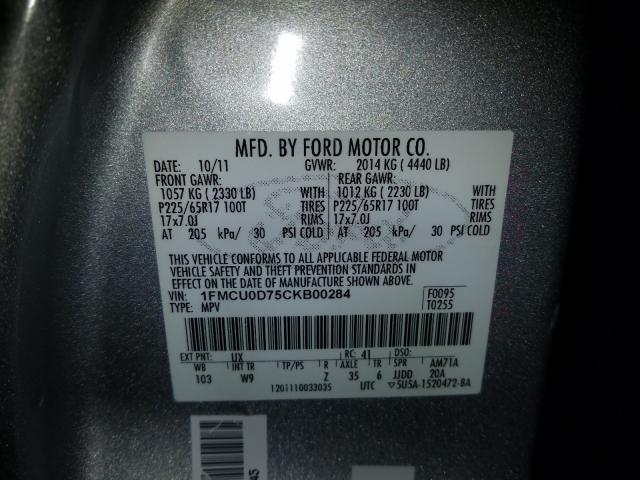 MFD. BY FORD MOTOR CO.
DATE: 10/11 GVWR: 2014 KG ( 4440 LB)
FRONT GAWR: REAR GAWR:
1057 KG ( 2330 LB) WITH 1012 KG ( 2230 LB) WITH
P225/65R17 100T TIRES P225/65R17 100T TIRES
17x7.0J RIMS 17x7.0J RIMS
AT 205 kPa/ 30 PSI COLD AT 205 kPa/ 30 PSI COLD
THIS VEHICLE CONFORMS TO ALL APPLICABLE FEDERAL MOTOR
VEHICLE SAFETY AND THEFT PREVENTION STANDARDS IN
EFFECT ON THE DATE OF MANUFACTURE SHOWN ABOVE.
VIN: 1FMCU0D75CKB00284 F0095
TYPE: MPV T0255
EXT PNT: UX RC: 41 DSO:
WB INT TR TP/PS R AXLE TR AM71A
103 W9 Z 35 6 JJDD 20A
1201110033035 UTC ▽5U5A-1520472-8A